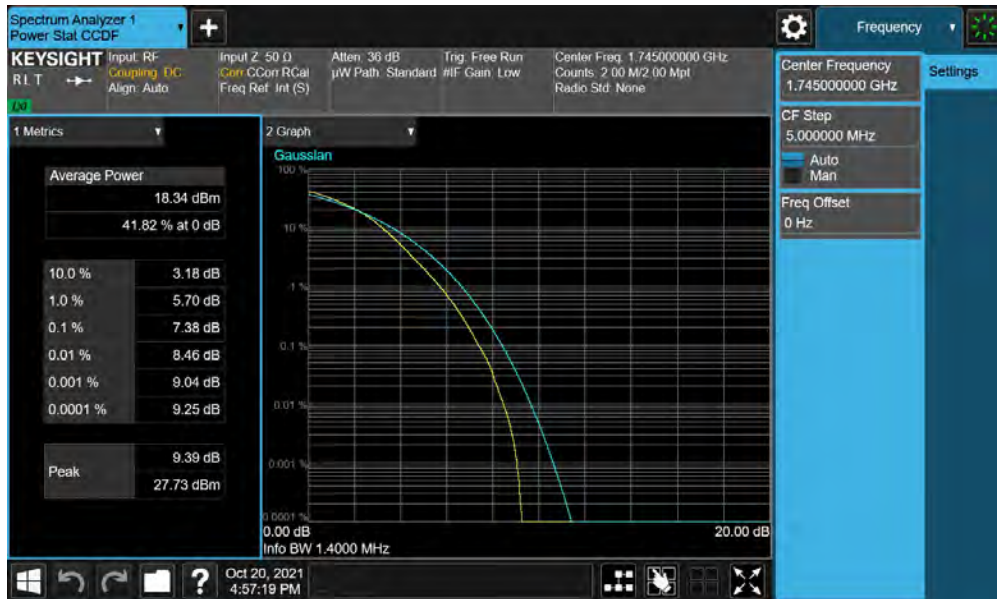 Spectrum Analyzer 1
Power Stat CCDF
Frequency
KEYSIGHT
RLT
LXI
Input: RF
Coupling: DC
Align: Auto
Input Z: 50 Ω
Corr CCorr RCal
Freq Ref: Int (S)
Atten: 36 dB
µW Path: Standard
Trig: Free Run
#IF Gain: Low
Center Freq: 1.745000000 GHz
Counts: 2.00 M/2.00 Mpt
Radio Std: None
Center Frequency
1.745000000 GHz
Settings
CF Step
5.000000 MHz
Auto
Man
Freq Offset
0 Hz
1 Metrics
Average Power
18.34 dBm
41.82 % at 0 dB
10.0 % 3.18 dB
1.0 % 5.70 dB
0.1 % 7.38 dB
0.01 % 8.46 dB
0.001 % 9.04 dB
0.0001 % 9.25 dB
Peak
9.39 dB
27.73 dBm
2 Graph
Gaussian
100 %
10 %
1 %
0.1 %
0.01 %
0.001 %
0.0001 %
0.00 dB 20.00 dB
Info BW 1.4000 MHz
?
Oct 20, 2021
4:57:19 PM